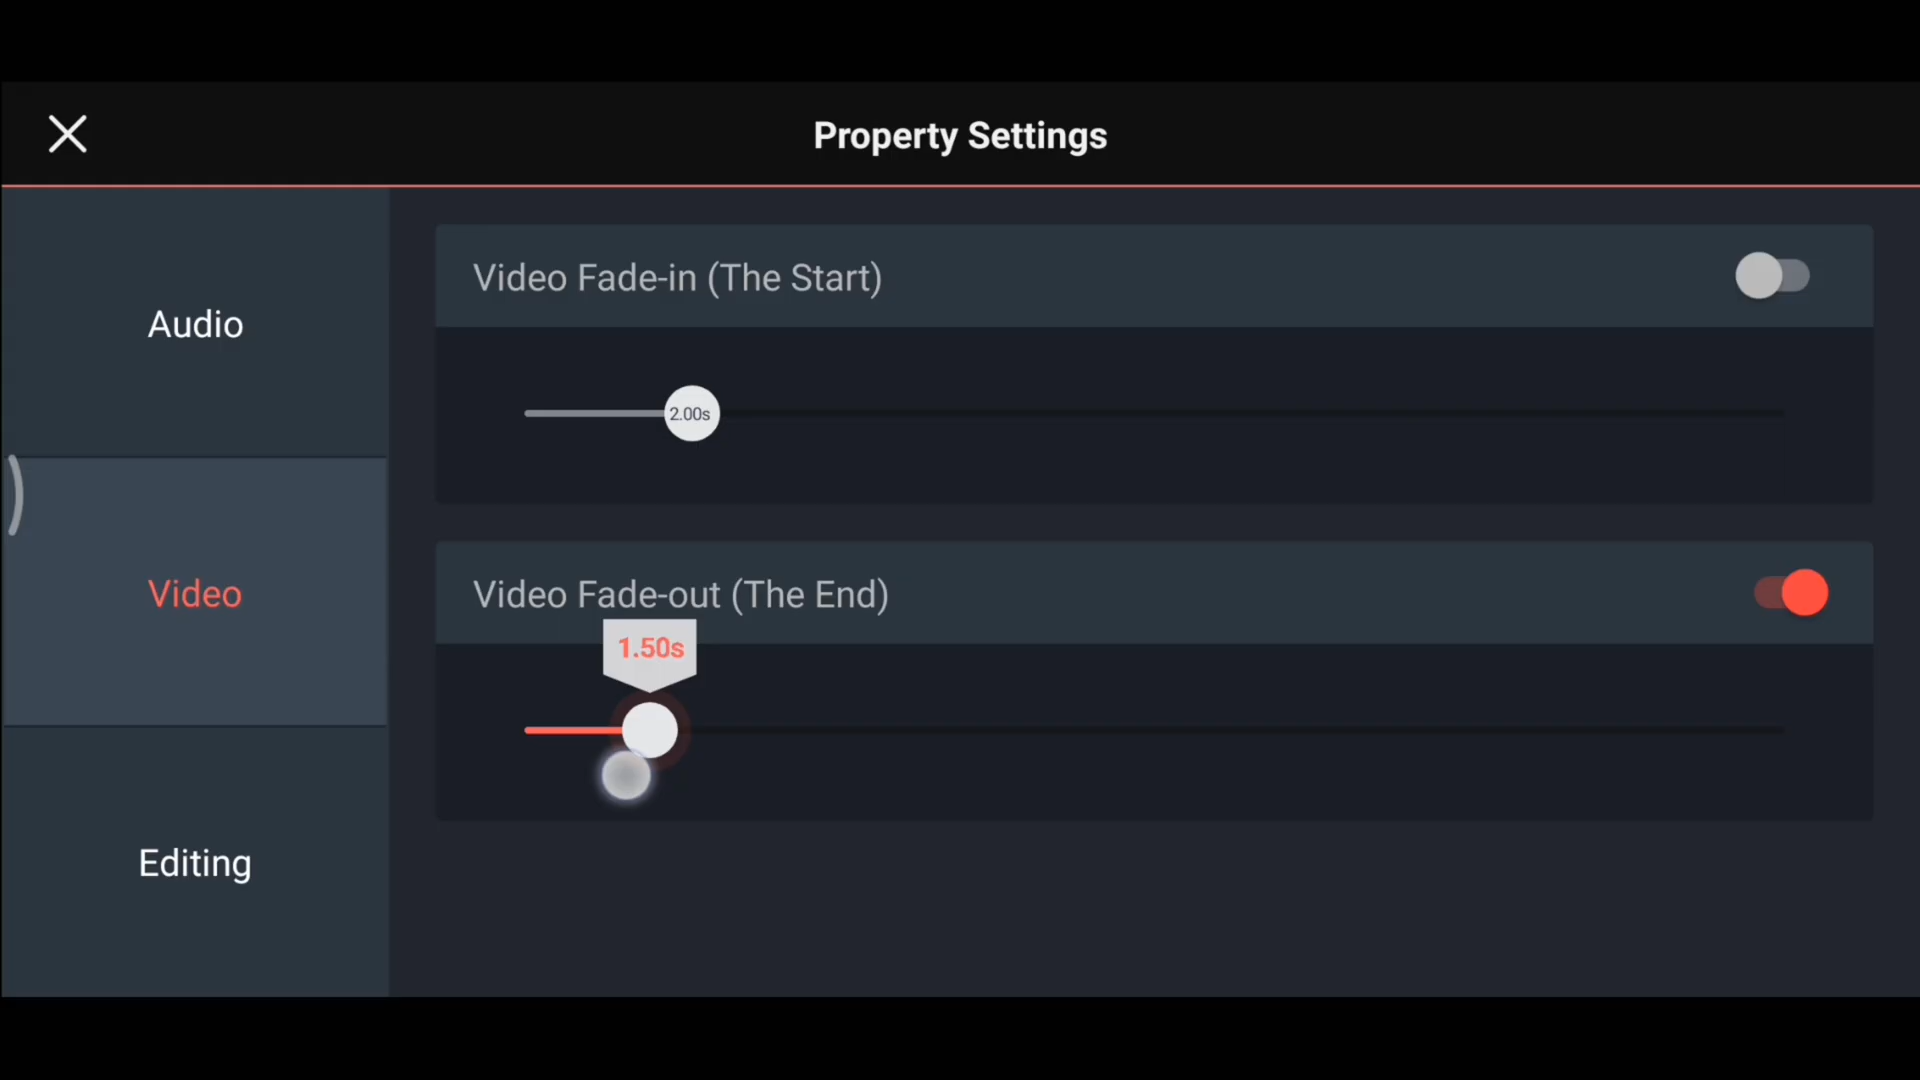 Property Settings
Audio
Video
Editing
Video Fade-in (The Start)
2.00s
Video Fade-out (The End)
1.50s